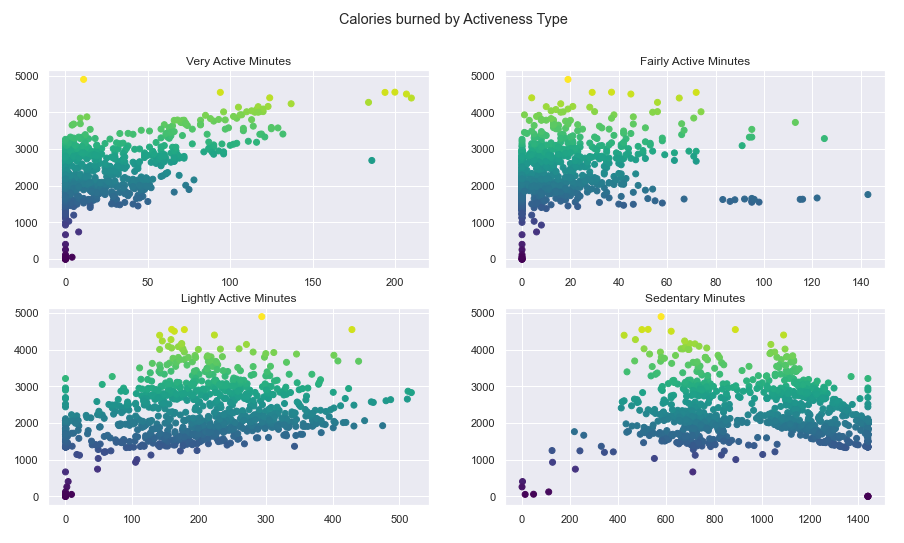 Calories burned by Activeness Type
Very Active Minutes
5000
4000
3000
2000
1000
0
0 50 100 150 200
Fairly Active Minutes
5000
4000
3000
2000
1000
0
0 20 40 60 80 100 120 140
Lightly Active Minutes
5000
4000
3000
2000
1000
0
0 100 200 300 400 500
Sedentary Minutes
5000
4000
3000
2000
1000
0
0 200 400 600 800 1000 1200 1400